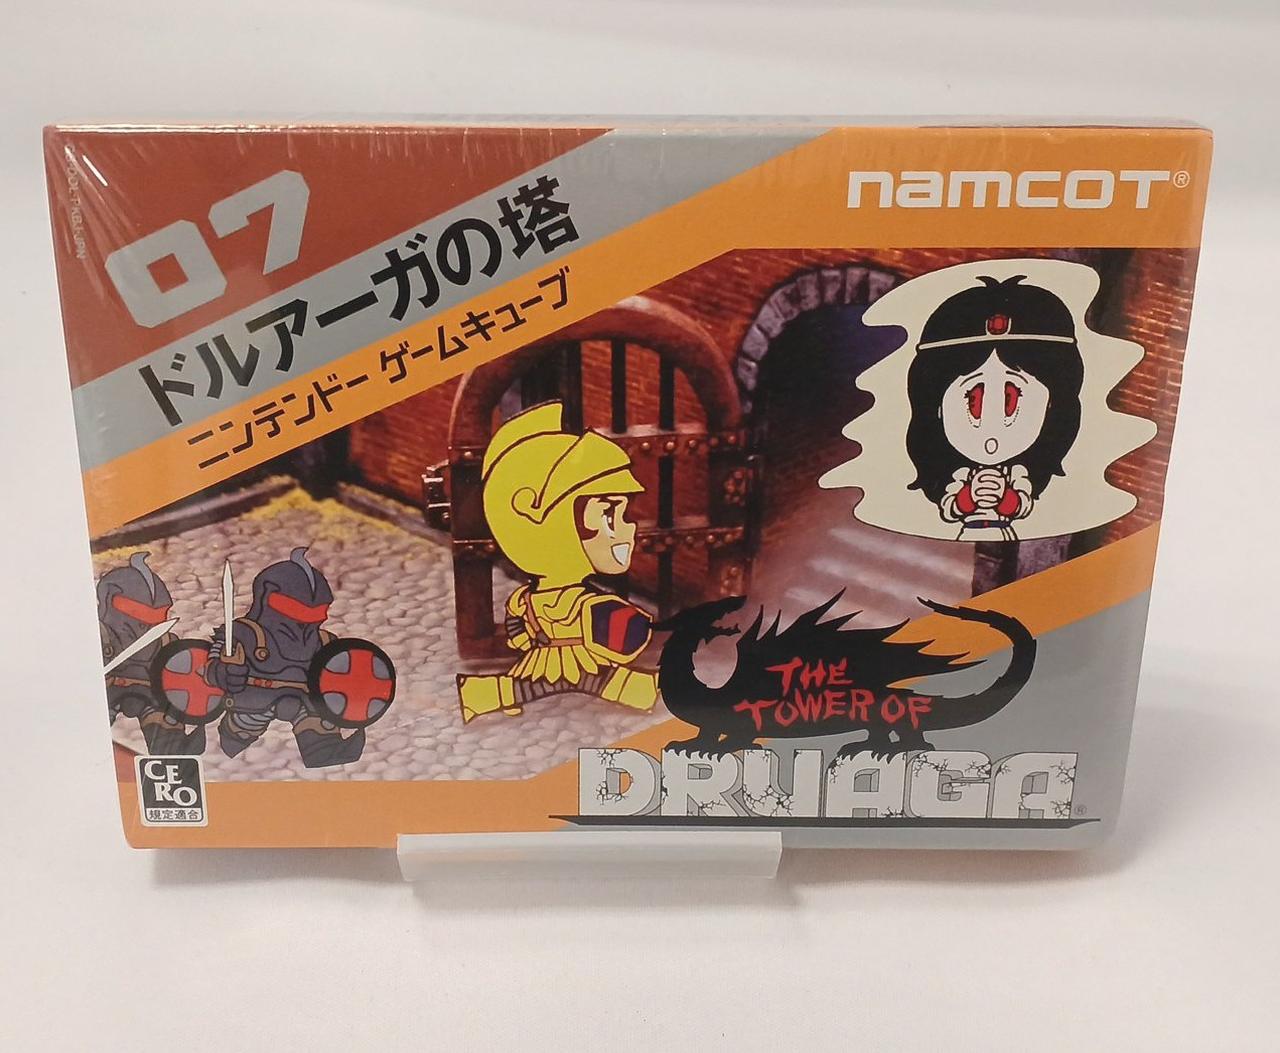 07
namcot®
ドルアーガの塔
ニンテンドー ゲームキューブ
THE
TOWER OF
DRUAGA®
CERO
規定適合